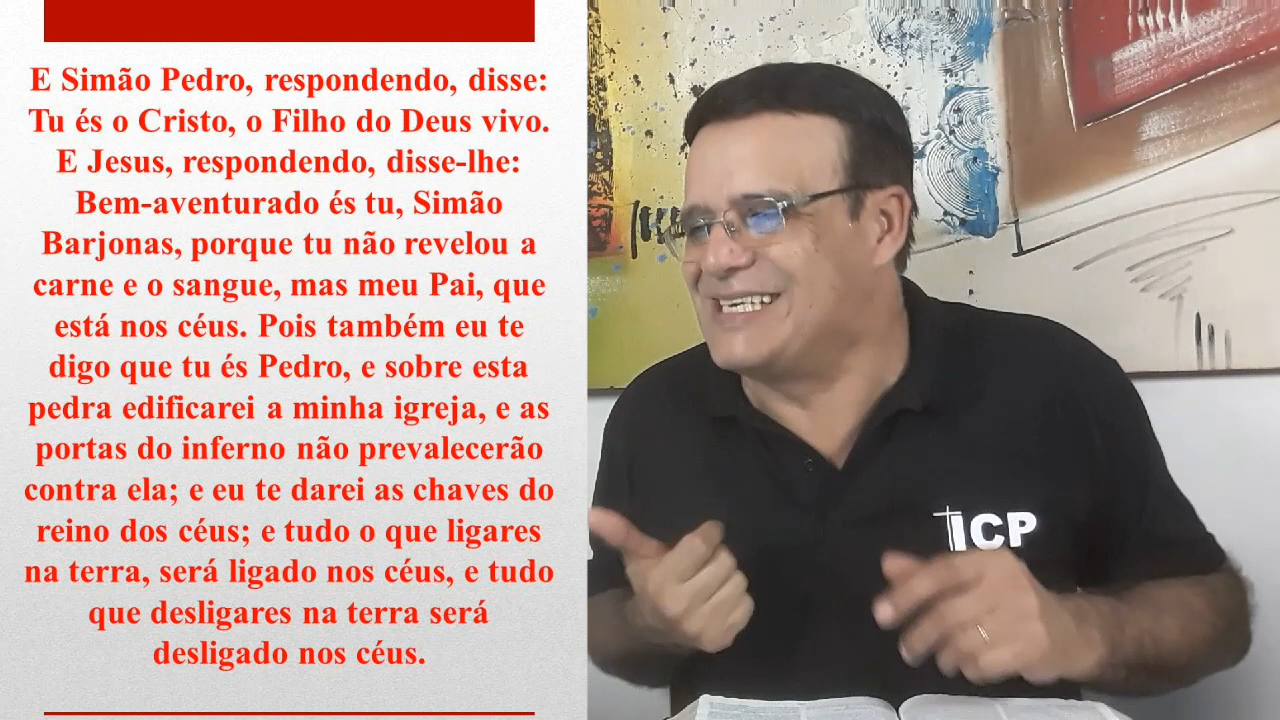 E Simão Pedro, respondendo, disse:
Tu és o Cristo, o Filho do Deus vivo.
E Jesus, respondendo, disse-lhe:
Bem-aventurado és tu, Simão
Barjonas, porque tu não revelou a
carne e o sangue, mas meu Pai, que
está nos céus. Pois também eu te
digo que tu és Pedro, e sobre esta
pedra edificarei a minha igreja, e as
portas do inferno não prevalecerão
contra ela; e eu te darei as chaves do
reino dos céus; e tudo o que ligares
na terra, será ligado nos céus, e tudo
que desligares na terra será
desligado nos céus.
ICP